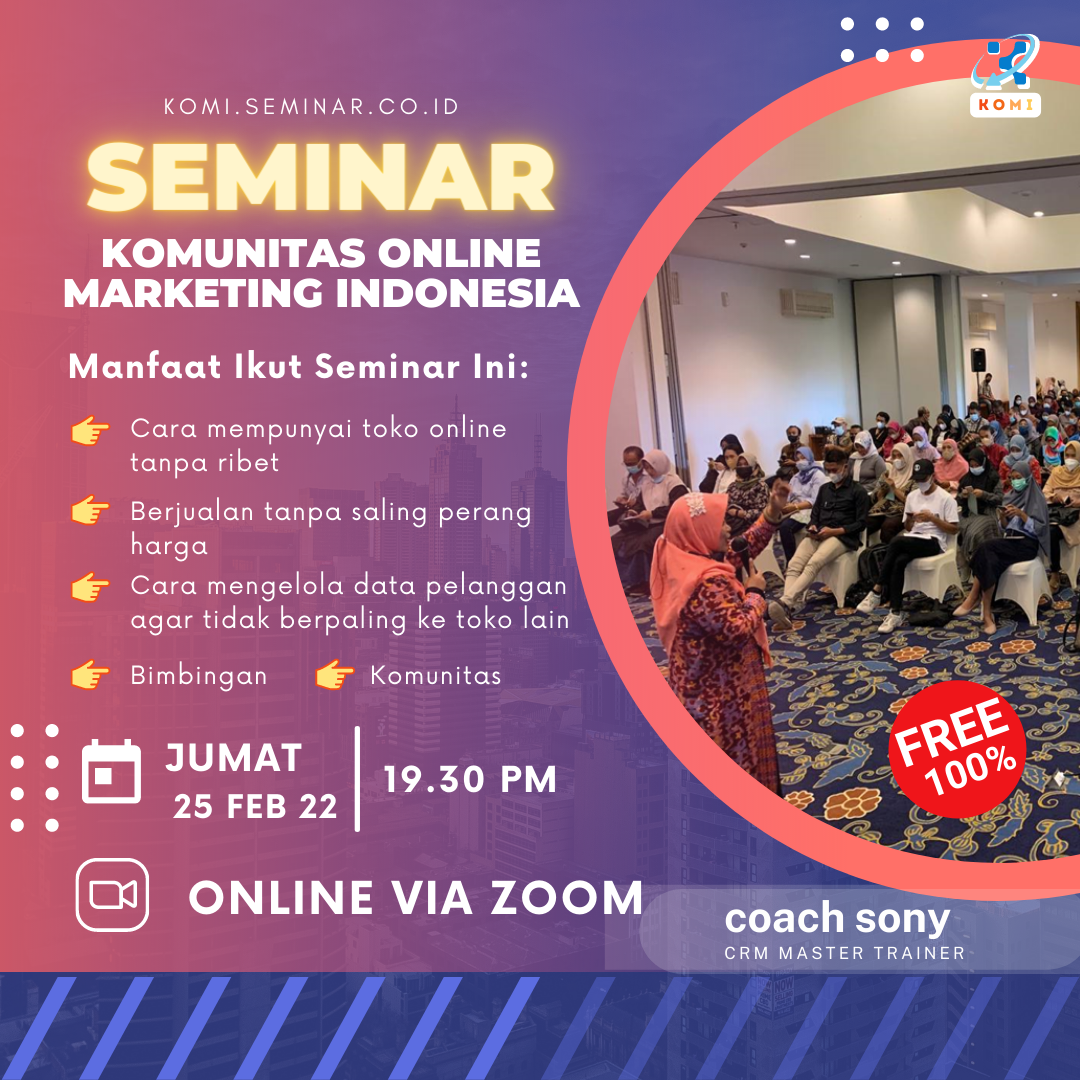 KOMI
KOMI.SEMINAR.CO.ID
SEMINAR
KOMUNITAS ONLINE
MARKETING INDONESIA
Manfaat Ikut Seminar Ini:
Cara mempunyai toko online
tanpa ribet
Berjualan tanpa saling perang
harga
Cara mengelola data pelanggan
agar tidak berpaling ke toko lain
Bimbingan
Komunitas
JUMAT
25 FEB 22
19.30 PM
FREE
100%
ONLINE VIA ZOOM
coach sony
CRM MASTER TRAINER